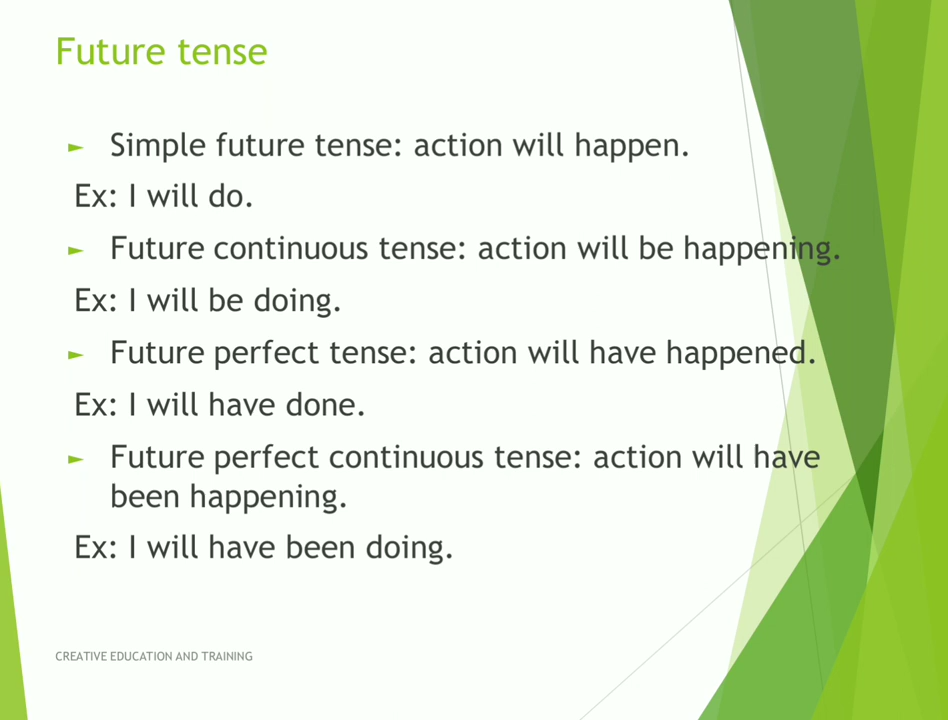 Future tense
► Simple future tense: action will happen.
Ex: I will do.
► Future continuous tense: action will be happening.
Ex: I will be doing.
► Future perfect tense: action will have happened.
Ex: I will have done.
► Future perfect continuous tense: action will have
been happening.
Ex: I will have been doing.
CREATIVE EDUCATION AND TRAINING